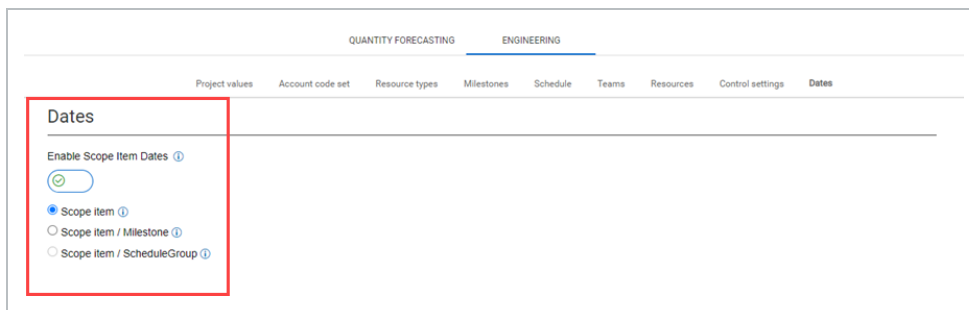 QUANTITY FORECASTING ENGINEERING
Project values Account code set Resource types Milestones Schedule Teams Resources Control settings Dates
Dates
Enable Scope Item Dates
Scope item
Scope item / Milestone
Scope item / ScheduleGroup